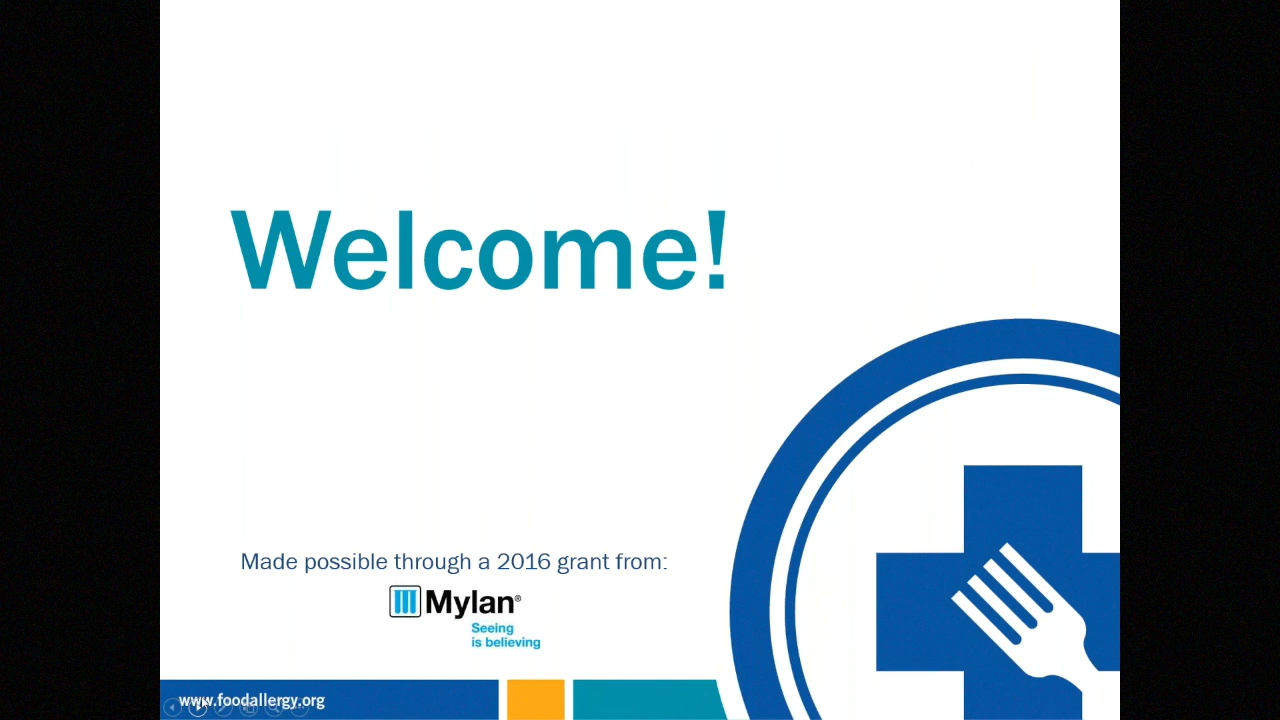 Welcome!
Made possible through a 2016 grant from:
Mylan®
Seeing
is believing
www.foodallergy.org